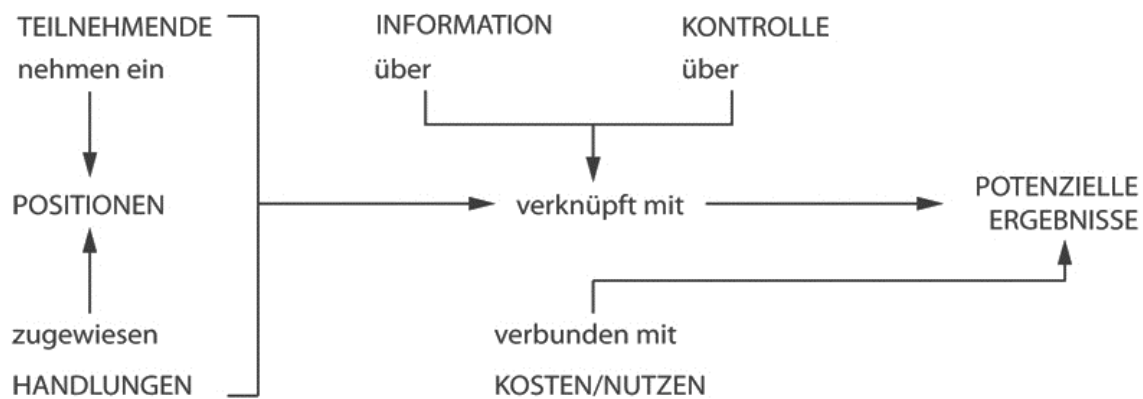 TEILNEHMENDE
nehmen ein
POSITIONEN
zugewiesen
HANDLUNGEN
INFORMATION
über
KONTROLLE
über
verknüpft mit
verbunden mit
KOSTEN/NUTZEN
POTENZIELLE
ERGEBNISSE